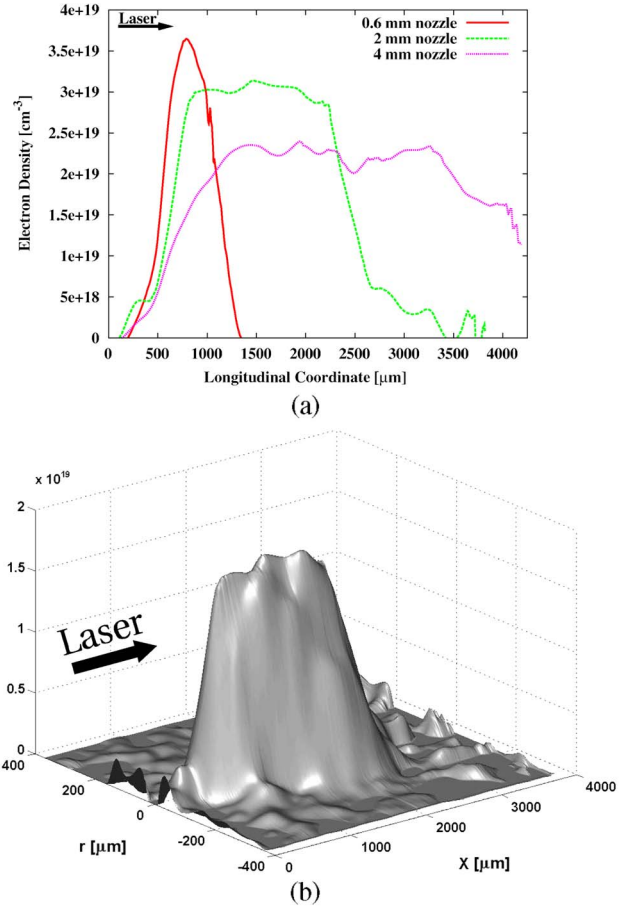 (a)
Laser
0.6 mm nozzle
2 mm nozzle
4 mm nozzle
4e+19
3.5e+19
3e+19
2.5e+19
2e+19
1.5e+19
1e+19
5e+18
0
Electron Density [cm⁻³]
0 500 1000 1500 2000 2500 3000 3500 4000
Longitudinal Coordinate [μm]
(a)
x 10¹⁹
2
1.5
1
0.5
0
Laser
400 200 0 -200 -400
r [μm]
0 1000 2000 3000 4000
X [μm]
(b)